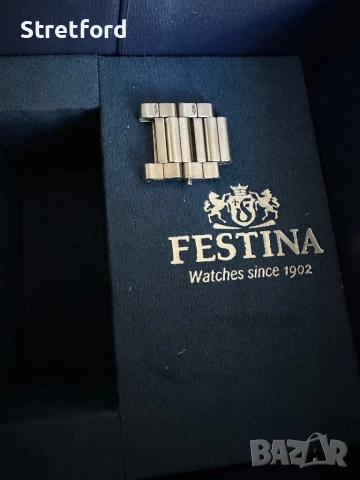 Stretford
FESTINA
Watches since 1902
BAZAR